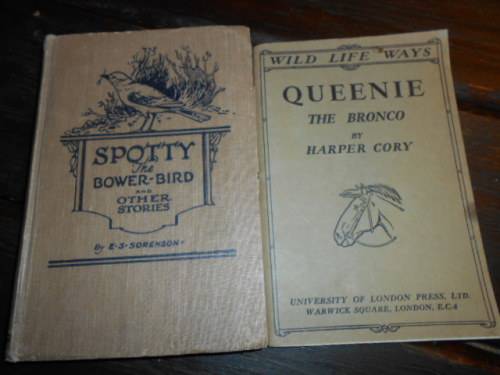 SPOTTY
The
BOWER-BIRD
AND
OTHER
STORIES
By E-S-SORENSON
WILD LIFE WAYS
QUEENIE
THE BRONCO
BY
HARPER CORY
UNIVERSITY OF LONDON PRESS, LTD.
WARWICK SQUARE, LONDON, E.C.4